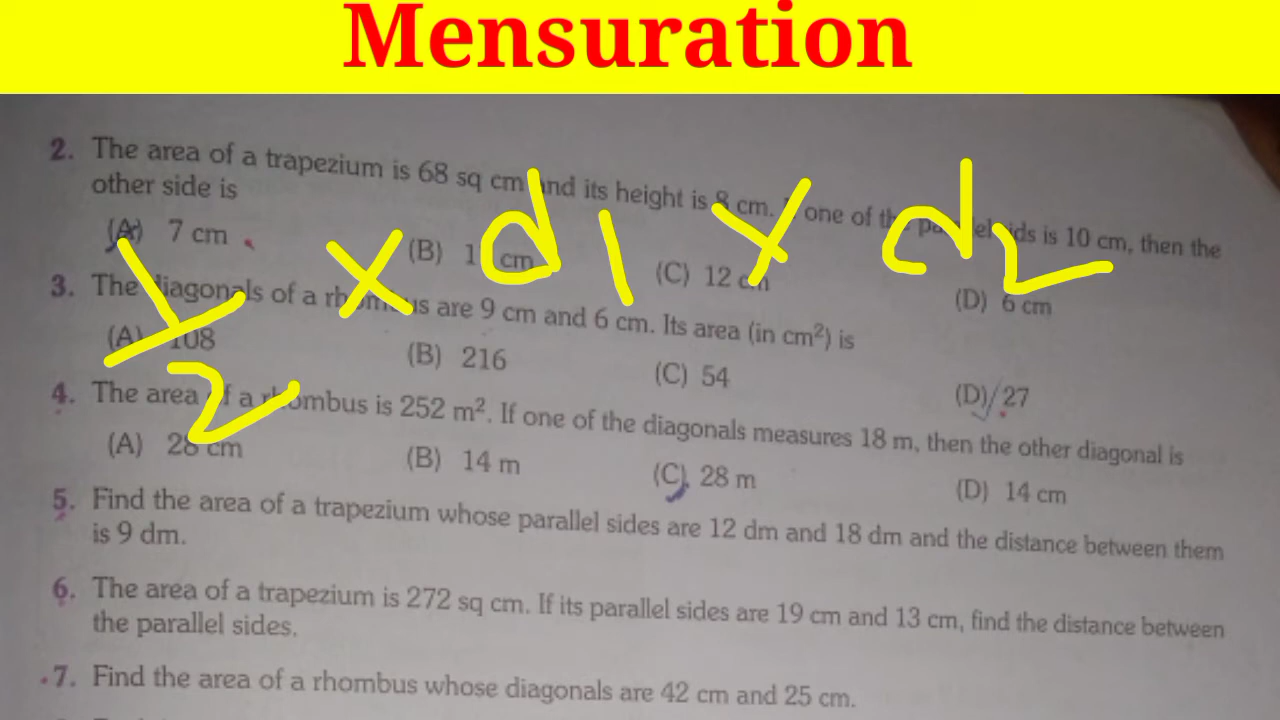 Mensuration
2. The area of a trapezium is 68 sq cm and its height is 8 cm. one of the parallel is 10 cm, then the
other side is
(A) 7 cm (B) cm (C) 12 cm (D) 6 cm
3. The diagonals of a rhombus are 9 cm and 6 cm. Its area (in cm²) is
(A) 108 (B) 216 (C) 54 (D) 27
4. The area of a rhombus is 252 m². If one of the diagonals measures 18 m, then the other diagonal is
(A) 28 cm (B) 14 m (C) 28 m (D) 14 cm
5. Find the area of a trapezium whose parallel sides are 12 dm and 18 dm and the distance between them
is 9 dm.
6. The area of a trapezium is 272 sq cm. If its parallel sides are 19 cm and 13 cm, find the distance between
the parallel sides.
7. Find the area of a rhombus whose diagonals are 42 cm and 25 cm.
1/2 x d1 x d2